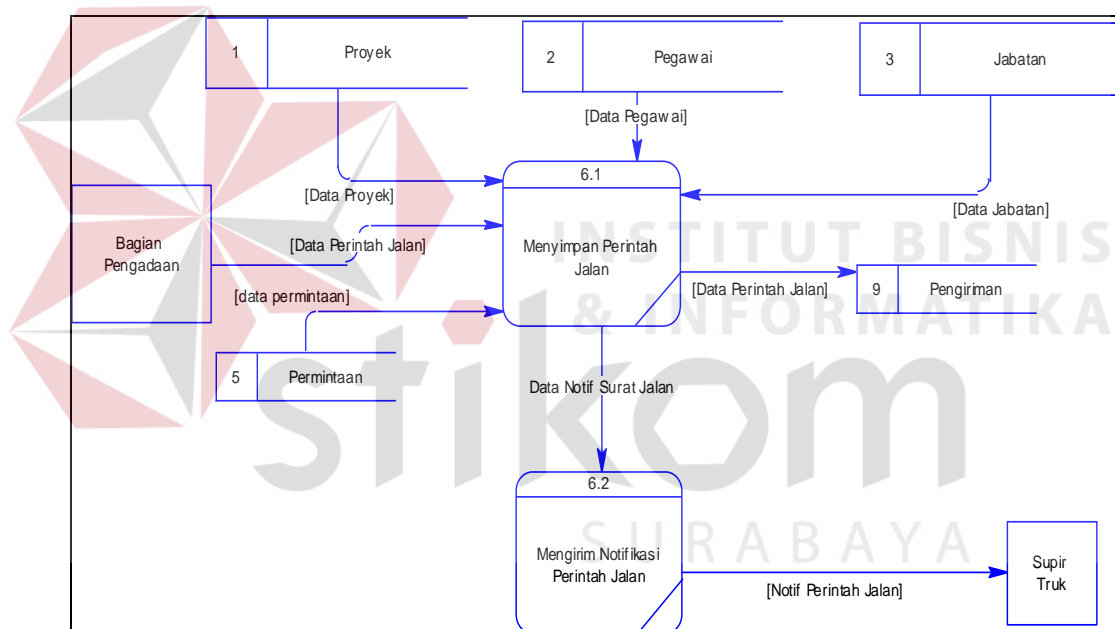 1 Proyek
2 Pegawai
3 Jabatan
[Data Pegawai]
6.1
[Data Proyek]
[Data Jabatan]
Bagian
Pengadaan
[Data Perintah Jalan]
Menyimpan Perintah
Jalan
[data permintaan]
[Data Perintah Jalan]
9 Pengiriman
5 Permintaan
Data Notif Surat Jalan
6.2
Mengirim Notifikasi
Perintah Jalan
[Notif Perintah Jalan]
Supir
Truk
INSTITUT BISNIS
& INFORMATIKA
stikom
SURABAYA